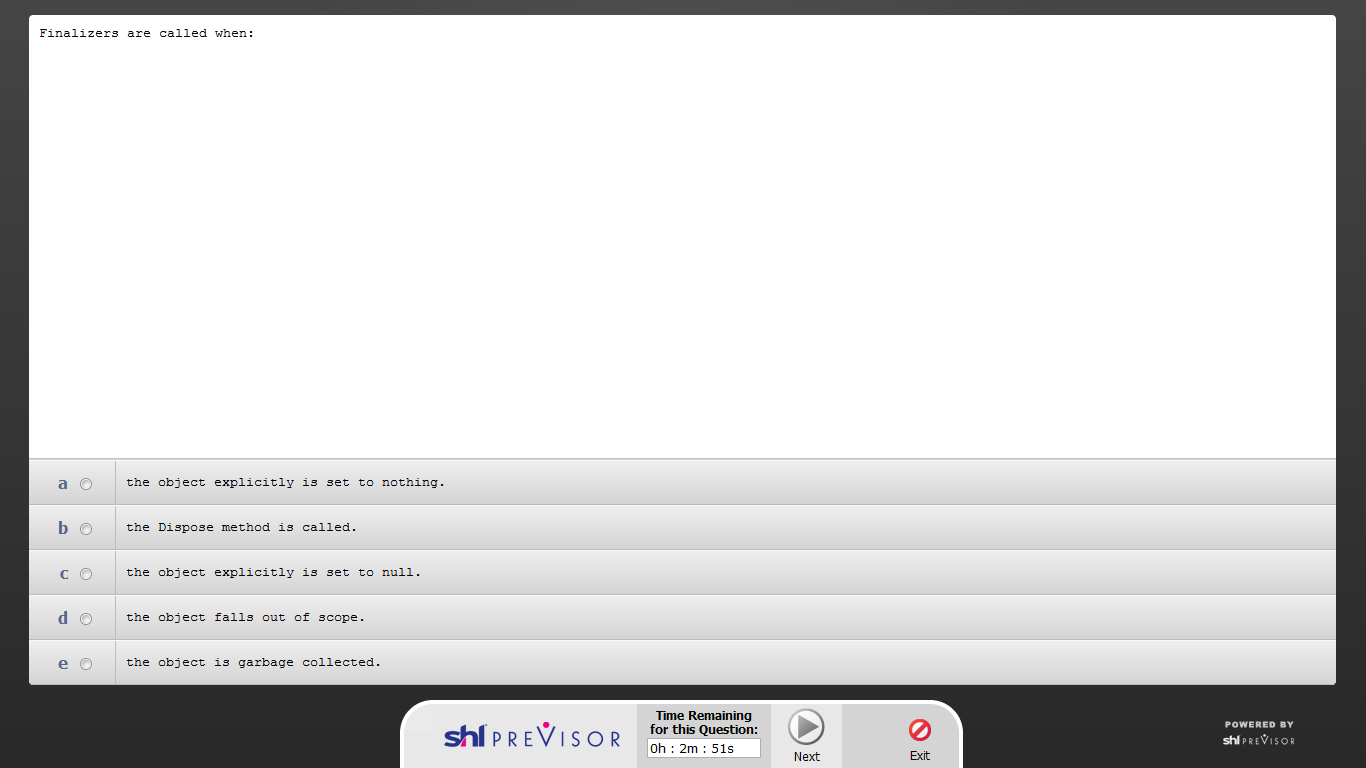 Finalizers are called when:
a the object explicitly is set to nothing.
b the Dispose method is called.
c the object explicitly is set to null.
d the object falls out of scope.
e the object is garbage collected.
shl PREVISOR
Time Remaining
for this Question:
0h : 2m : 51s
Next
Exit
POWERED BY
shl PREVISOR